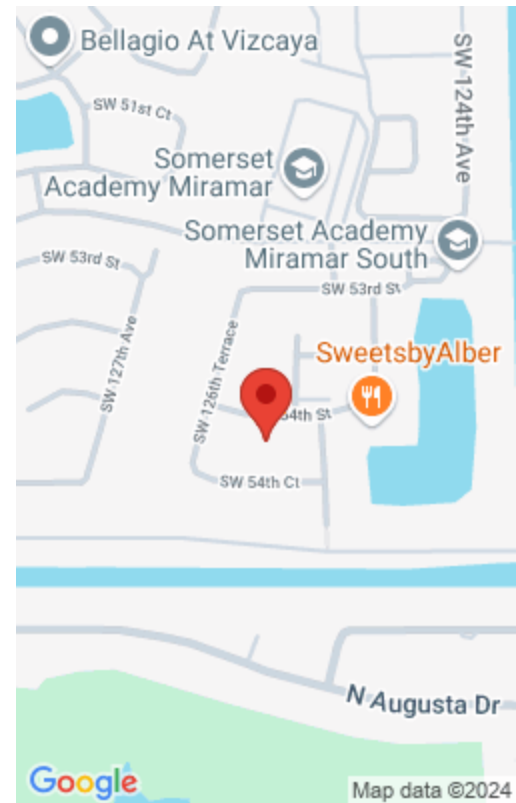 Bellagio At Vizcaya
SW 124th Ave
SW 51st Ct
Somerset
Academy Miramar
Somerset Academy
Miramar South
SW 53rd St
SW 53rd St
SW 127th Ave
SW 126th Terrace
SweetsbyAlber
54th St
SW 54th Ct
N Augusta Dr
Google
Map data ©2024